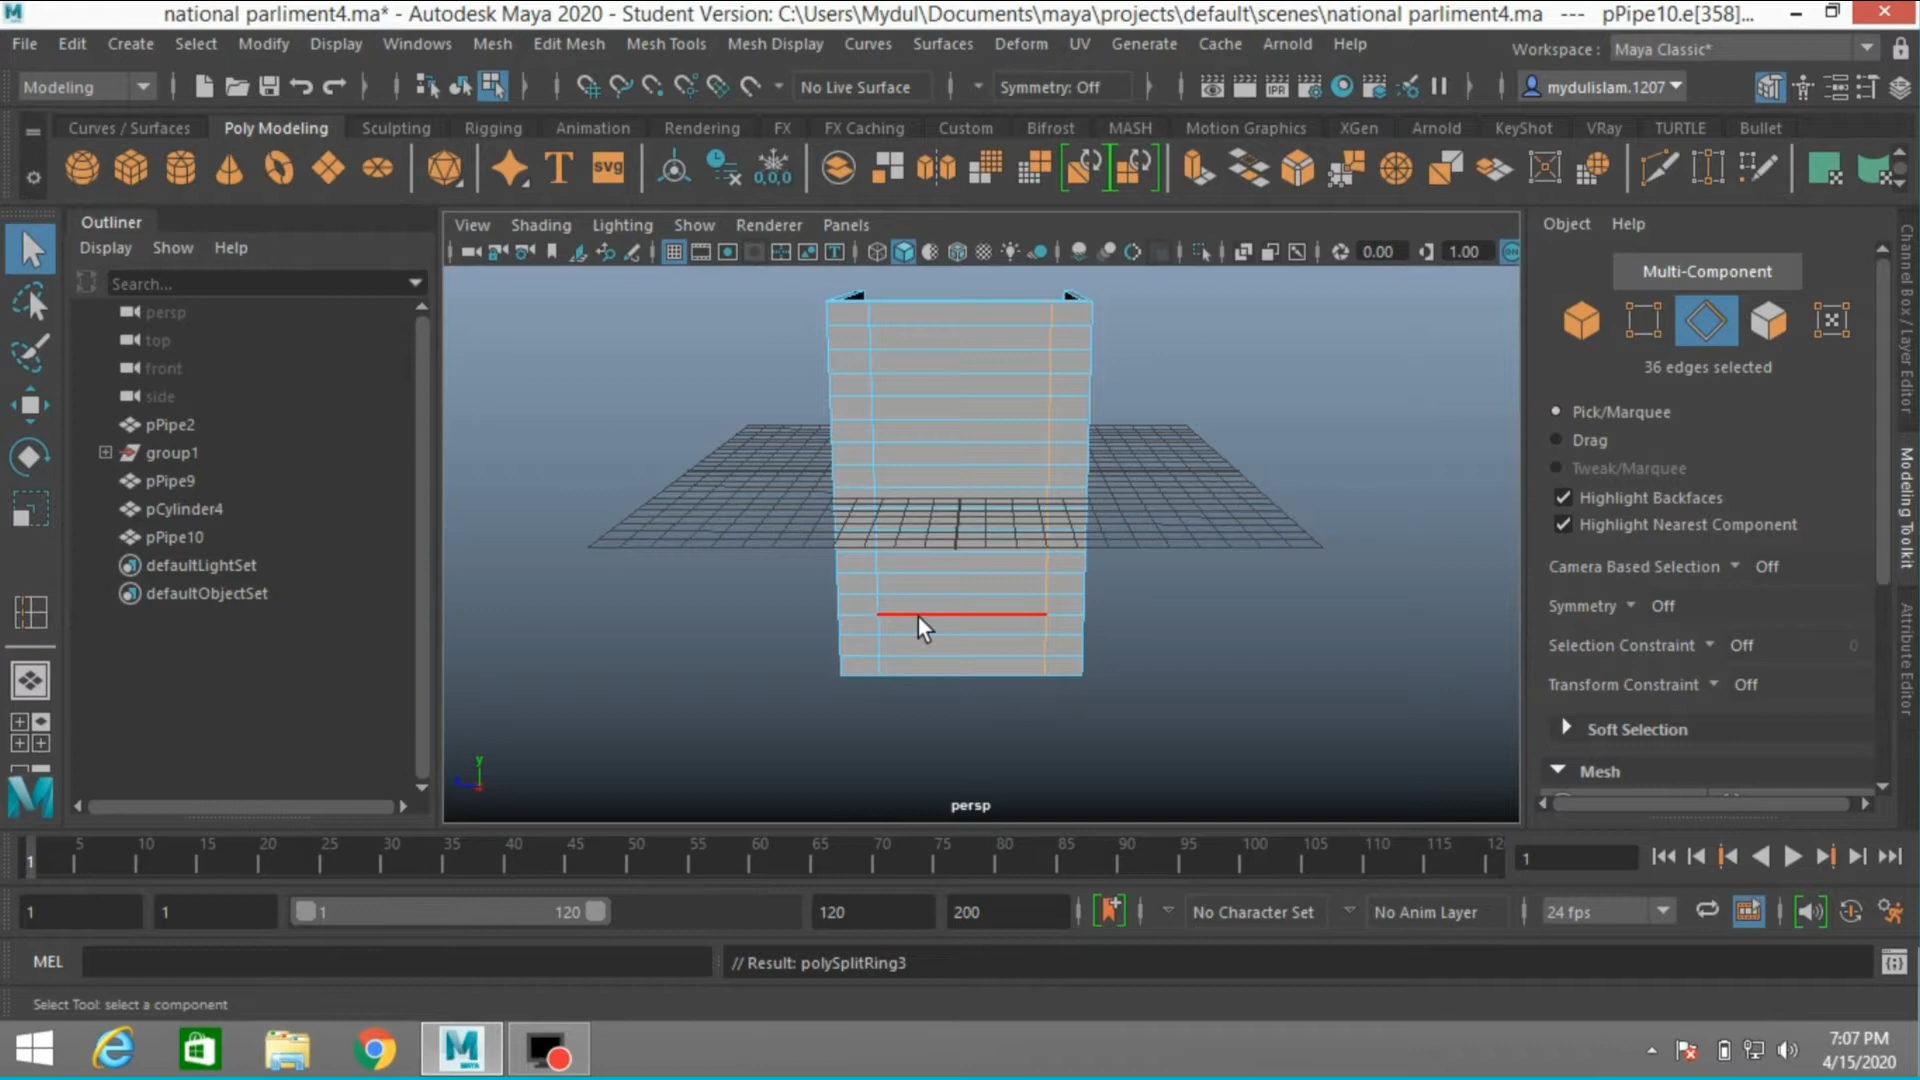 national parliment4.ma* - Autodesk Maya 2020 - Student Version: C:\Users\Mydul\Documents\maya\projects\default\scenes\national parliment4.ma --- pPipe10.e[358]...
File Edit Create Select Modify Display Windows Mesh Edit Mesh Mesh Tools Mesh Display Curves Surfaces Deform UV Generate Cache Arnold Help Workspace : Maya Classic*
Modeling No Live Surface Symmetry: Off IPR mydulislam.1207
Curves / Surfaces Poly Modeling Sculpting Rigging Animation Rendering FX FX Caching Custom Bifrost MASH Motion Graphics XGen Arnold KeyShot VRay TURTLE Bullet
T svg 0,0,0
Outliner
Display Show Help
Search...
persp
top
front
side
pPipe2
group1
pPipe9
pCylinder4
pPipe10
defaultLightSet
defaultObjectSet
View Shading Lighting Show Renderer Panels
0.00 1.00 ON
y
persp
Object Help
Multi-Component
36 edges selected
Pick/Marquee
Drag
Tweak/Marquee
Highlight Backfaces
Highlight Nearest Component
Camera Based Selection Off
Symmetry Off
Selection Constraint Off 0
Transform Constraint Off
Soft Selection
Mesh
Channel Box / Layer Editor
Modeling Toolkit
Attribute Editor
5 10 15 20 25 30 35 40 45 50 55 60 65 70 75 80 85 90 95 100 105 110 115 12
1 1
1 1 1 120 120 200 No Character Set No Anim Layer 24 fps
MEL // Result: polySplitRing3
Select Tool: select a component
MAYA
7:07 PM
4/15/2020